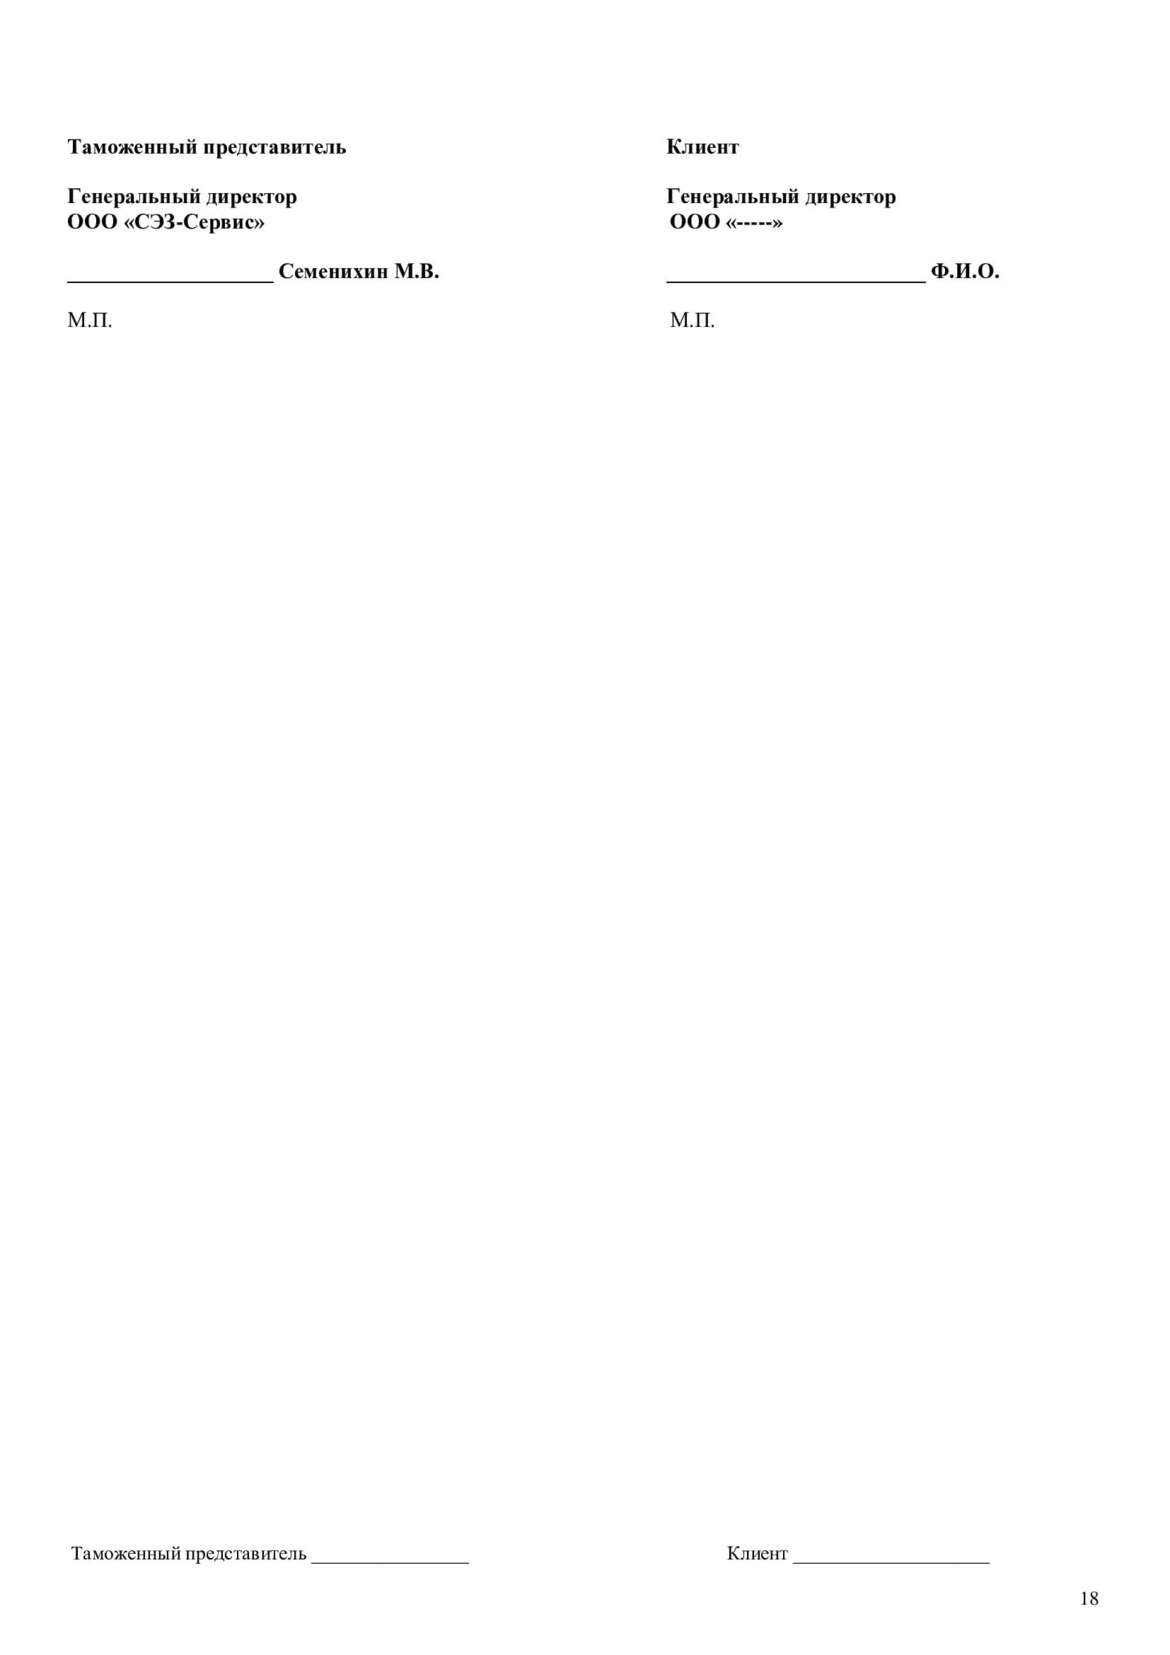 Таможенный представитель
Клиент
Генеральный директор
ООО «СЭЗ-Сервис»
Генеральный директор
ООО «-----»
___________________ Семенихин М.В.
________________________ Ф.И.О.
М.П.
М.П.
Таможенный представитель ________________
Клиент ____________________
18